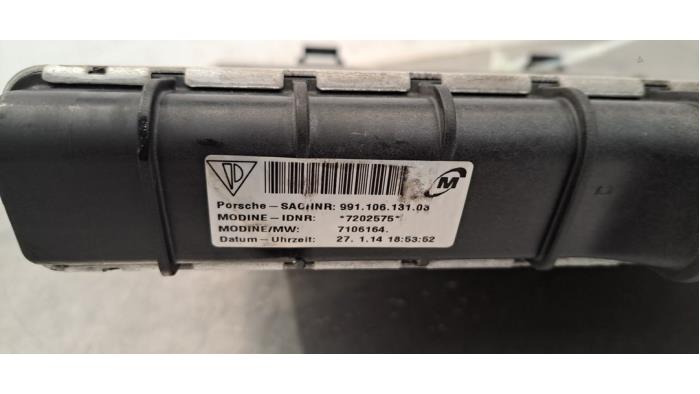 M
Porsche-SACHNR: 991.106.131.03
MODINE-IDNR: *7202575*
MODINE/MW: 7106164.
Datum-Uhrzeit: 27. 1.14 18:53:52